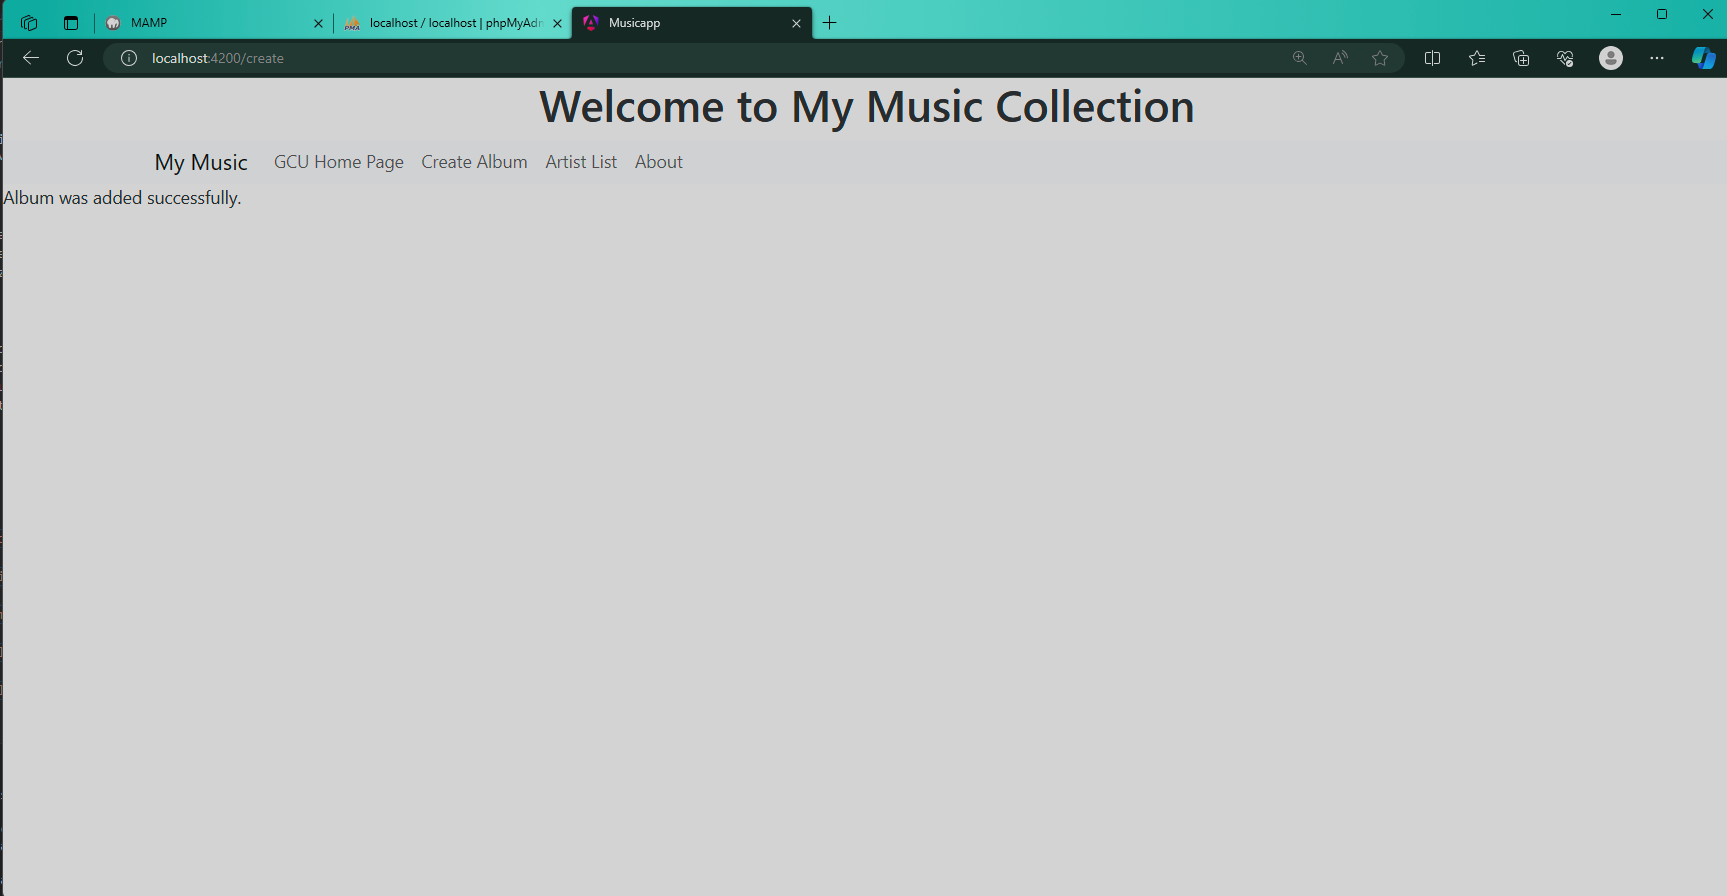 MAMP
localhost / localhost | phpMyAdm
Musicapp
localhost:4200/create
Welcome to My Music Collection
My Music GCU Home Page Create Album Artist List About
Album was added successfully.